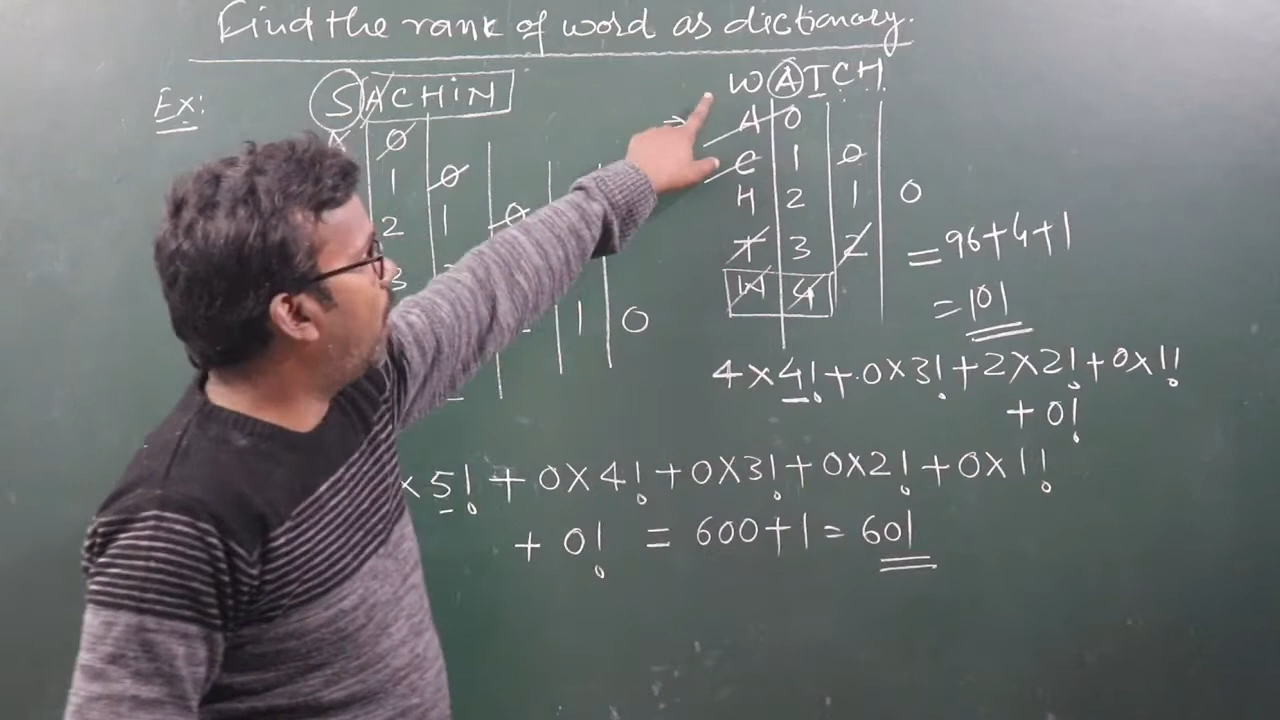 Find the rank of word as dictionary.
Ex: SACHiN
0
1 0
2 1 0
3
1 0
WATCH
→ A 0
C 1 0
H 2 1 0
T 3 2
W 4
= 96+4+1
= 101
4×4!+0×3!+2×2!+0×1!
+0!
×5!+0×4!+0×3!+0×2!+0×1!
+ 0! = 600+1 = 601